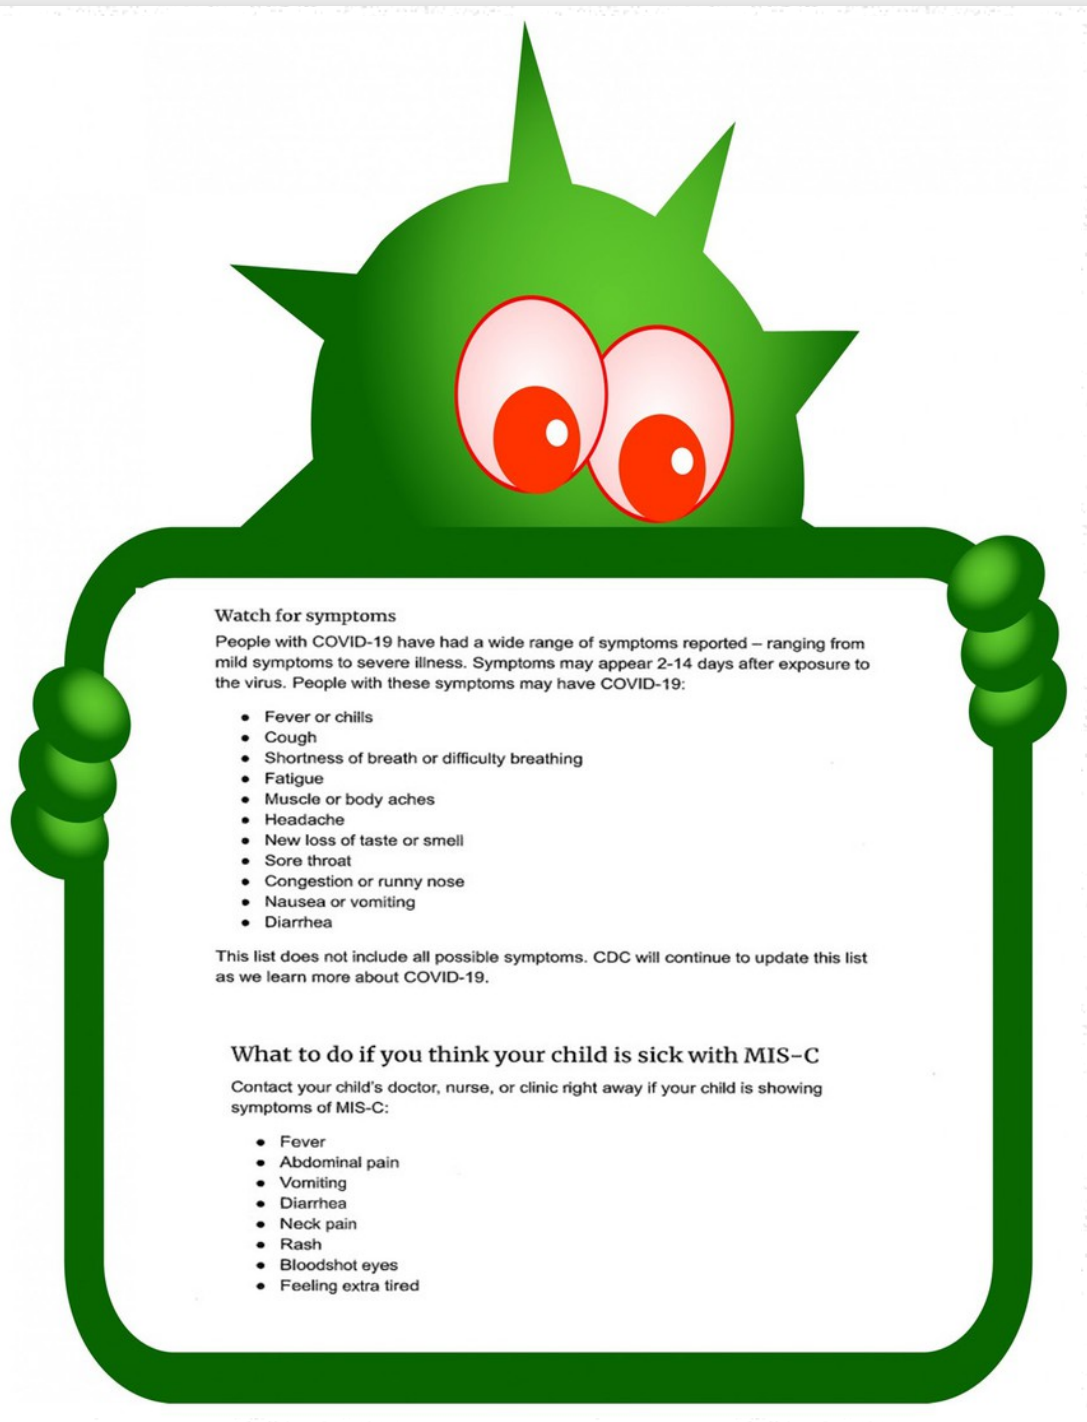 Watch for symptoms
People with COVID-19 have had a wide range of symptoms reported – ranging from
mild symptoms to severe illness. Symptoms may appear 2-14 days after exposure to
the virus. People with these symptoms may have COVID-19:
• Fever or chills
• Cough
• Shortness of breath or difficulty breathing
• Fatigue
• Muscle or body aches
• Headache
• New loss of taste or smell
• Sore throat
• Congestion or runny nose
• Nausea or vomiting
• Diarrhea
This list does not include all possible symptoms. CDC will continue to update this list
as we learn more about COVID-19.
What to do if you think your child is sick with MIS-C
Contact your child's doctor, nurse, or clinic right away if your child is showing
symptoms of MIS-C:
• Fever
• Abdominal pain
• Vomiting
• Diarrhea
• Neck pain
• Rash
• Bloodshot eyes
• Feeling extra tired